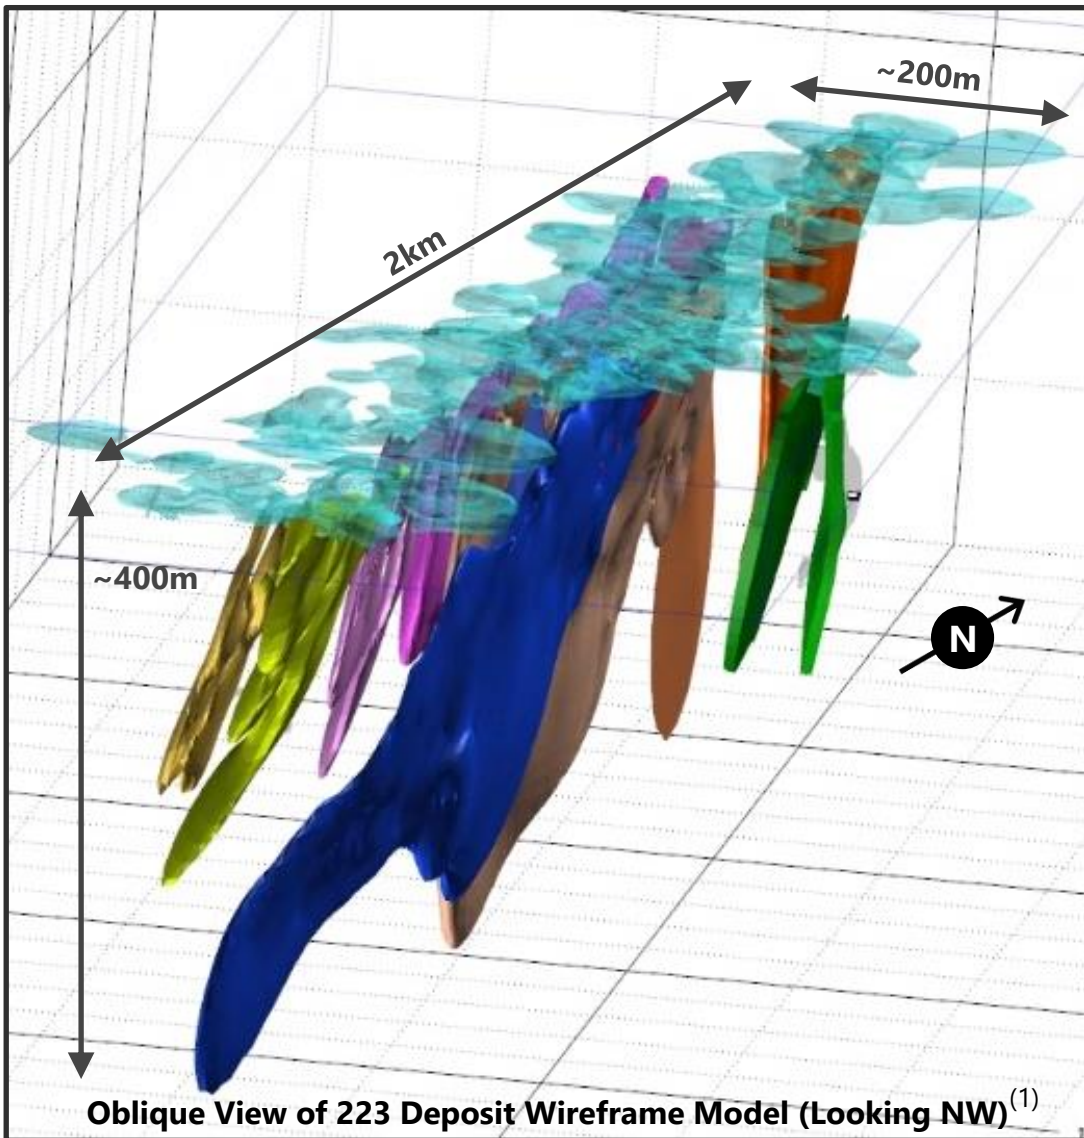 ~200m
2km
~400m
N
Oblique View of 223 Deposit Wireframe Model (Looking NW)(1)